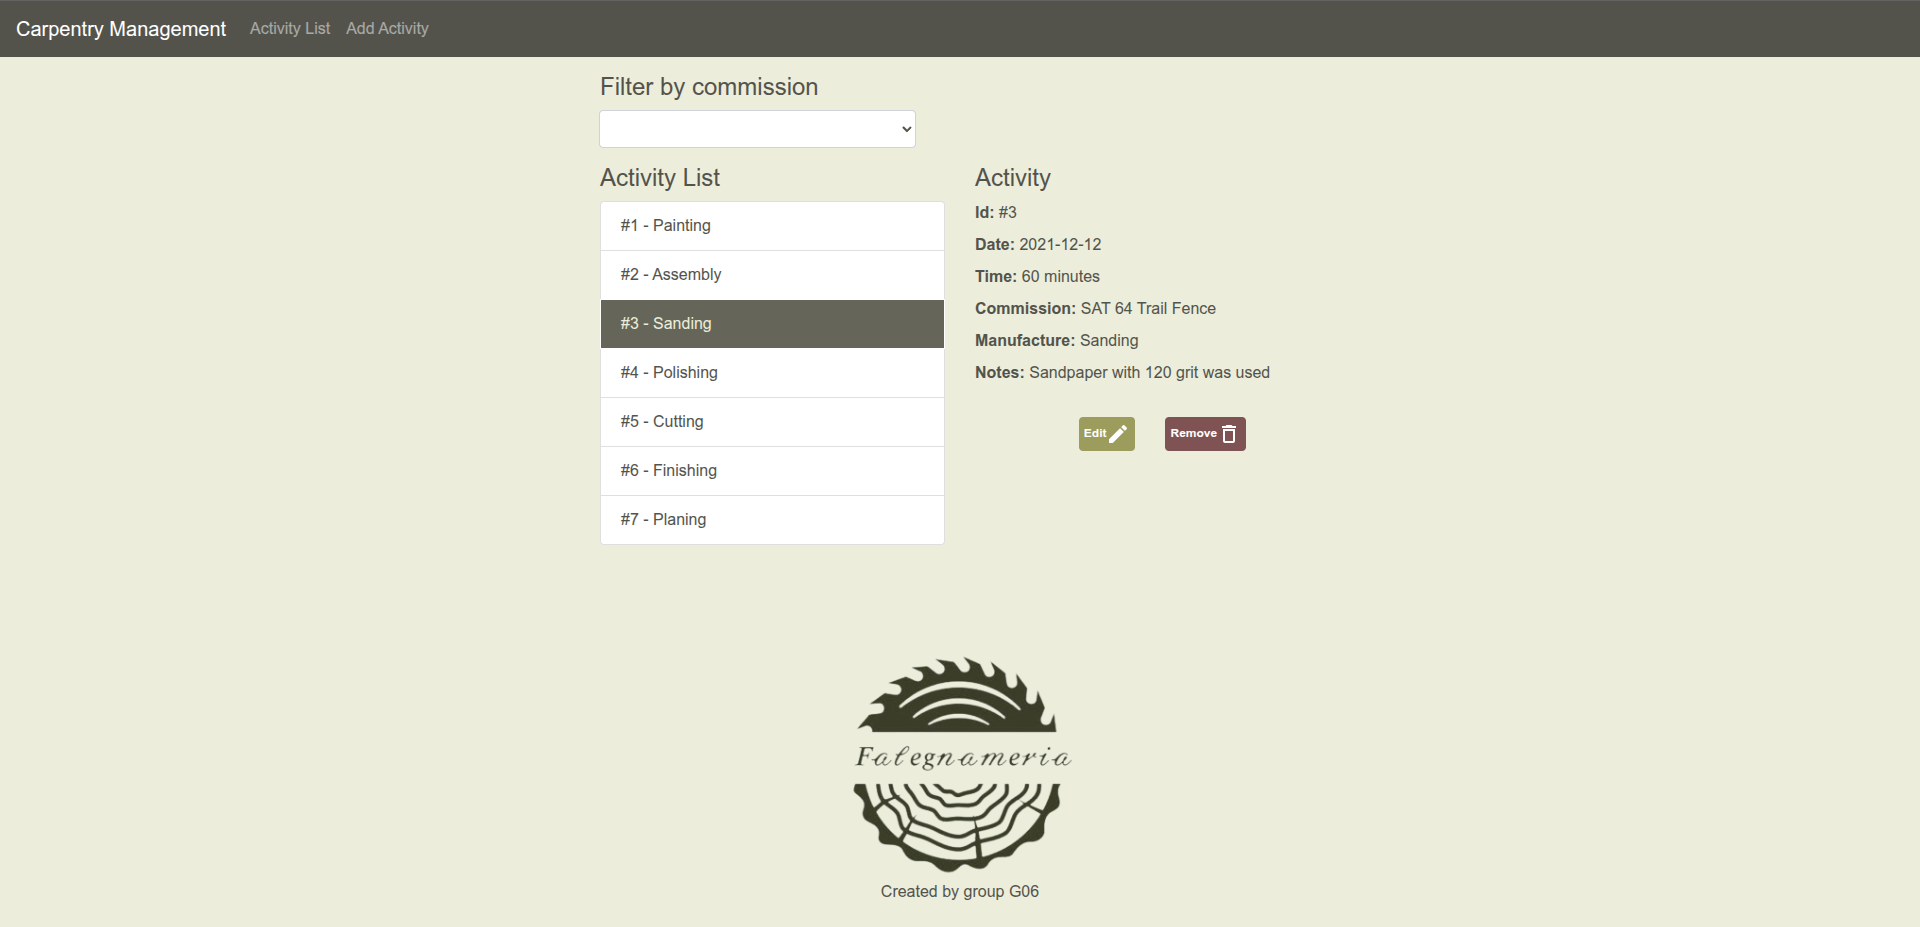 Carpentry Management Activity List Add Activity
Filter by commission
Activity List
#1 - Painting
#2 - Assembly
#3 - Sanding
#4 - Polishing
#5 - Cutting
#6 - Finishing
#7 - Planing
Activity
Id: #3
Date: 2021-12-12
Time: 60 minutes
Commission: SAT 64 Trail Fence
Manufacture: Sanding
Notes: Sandpaper with 120 grit was used
Edit
Remove
Falegnameria
Created by group G06